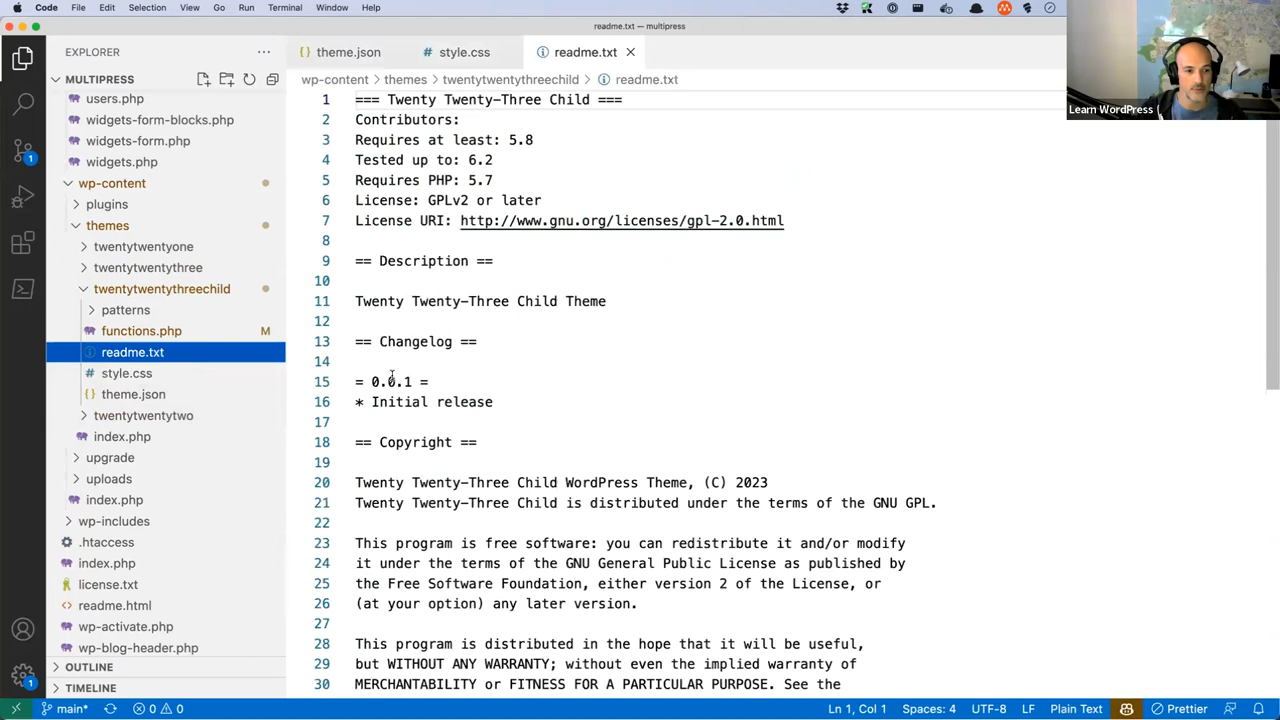 Code File Edit Selection View Go Run Terminal Window Help
readme.txt — multipress
EXPLORER
theme.json
style.css
readme.txt
MULTIPRESS
wp-content > themes > twentytwentythreechild > readme.txt
users.php
widgets-form-blocks.php
widgets-form.php
widgets.php
wp-content
plugins
themes
twentytwentyone
twentytwentythree
twentytwentythreechild
patterns
functions.php M
readme.txt
style.css
theme.json
twentytwentytwo
index.php
upgrade
uploads
index.php
wp-includes
.htaccess
index.php
license.txt
readme.html
wp-activate.php
wp-blog-header.php
OUTLINE
TIMELINE
1 === Twenty Twenty-Three Child ===
2 Contributors:
3 Requires at least: 5.8
4 Tested up to: 6.2
5 Requires PHP: 5.7
6 License: GPLv2 or later
7 License URI: http://www.gnu.org/licenses/gpl-2.0.html
8
9 == Description ==
10
11 Twenty Twenty-Three Child Theme
12
13 == Changelog ==
14
15 = 0.0.1 =
16 * Initial release
17
18 == Copyright ==
19
20 Twenty Twenty-Three Child WordPress Theme, (C) 2023
21 Twenty Twenty-Three Child is distributed under the terms of the GNU GPL.
22
23 This program is free software: you can redistribute it and/or modify
24 it under the terms of the GNU General Public License as published by
25 the Free Software Foundation, either version 2 of the License, or
26 (at your option) any later version.
27
28 This program is distributed in the hope that it will be useful,
29 but WITHOUT ANY WARRANTY; without even the implied warranty of
30 MERCHANTABILITY or FITNESS FOR A PARTICULAR PURPOSE. See the
Learn WordPress (
1
1
main* 0 0 Ln 1, Col 1 Spaces: 4 UTF-8 LF Plain Text Prettier